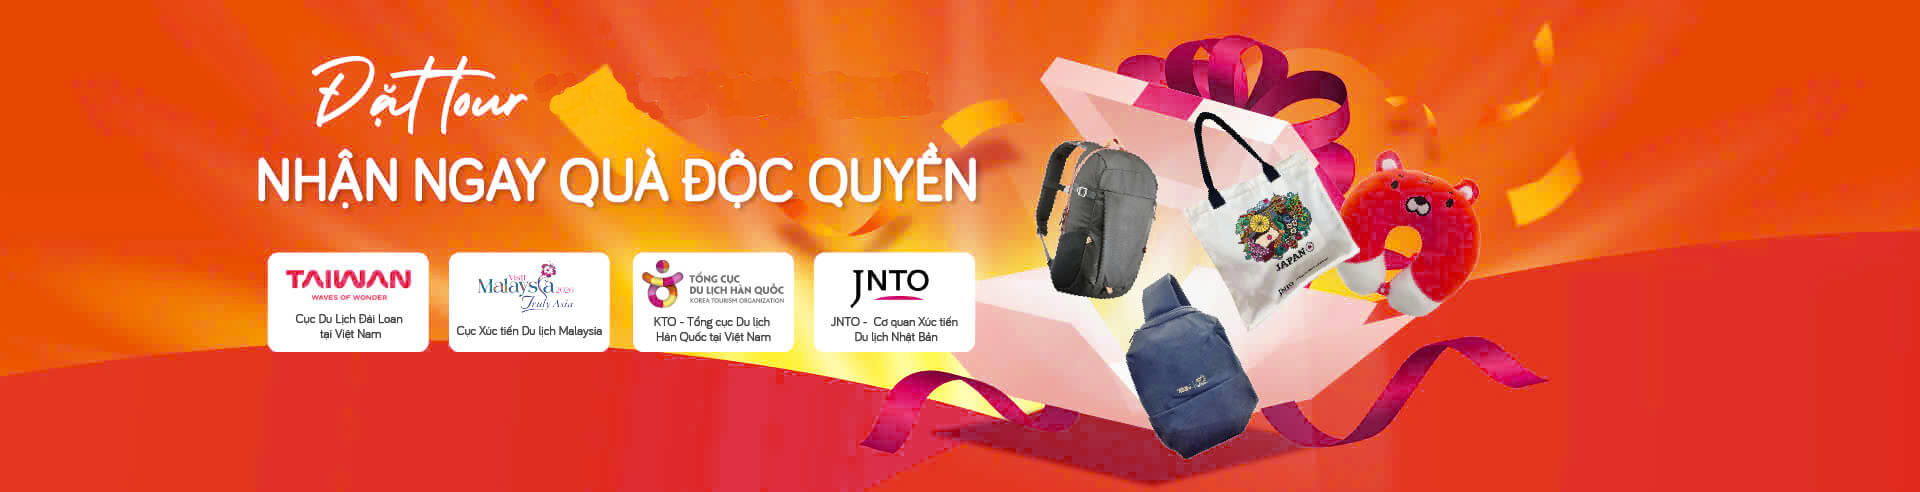 Đặt tour
NHẬN NGAY QUÀ ĐỘC QUYỀN
TAIWAN
WAVES OF WONDER
Cục Du Lịch Đài Loan
tại Việt Nam
Visit
Malaysia
2026
Truly Asia
Cục Xúc tiến Du lịch Malaysia
TỔNG CỤC
DU LỊCH HÀN QUỐC
KOREA TOURISM ORGANIZATION
KTO - Tổng cục Du lịch
Hàn Quốc tại Việt Nam
JNTO
JNTO - Cơ quan Xúc tiến
Du lịch Nhật Bản
JAPAN
JNTO